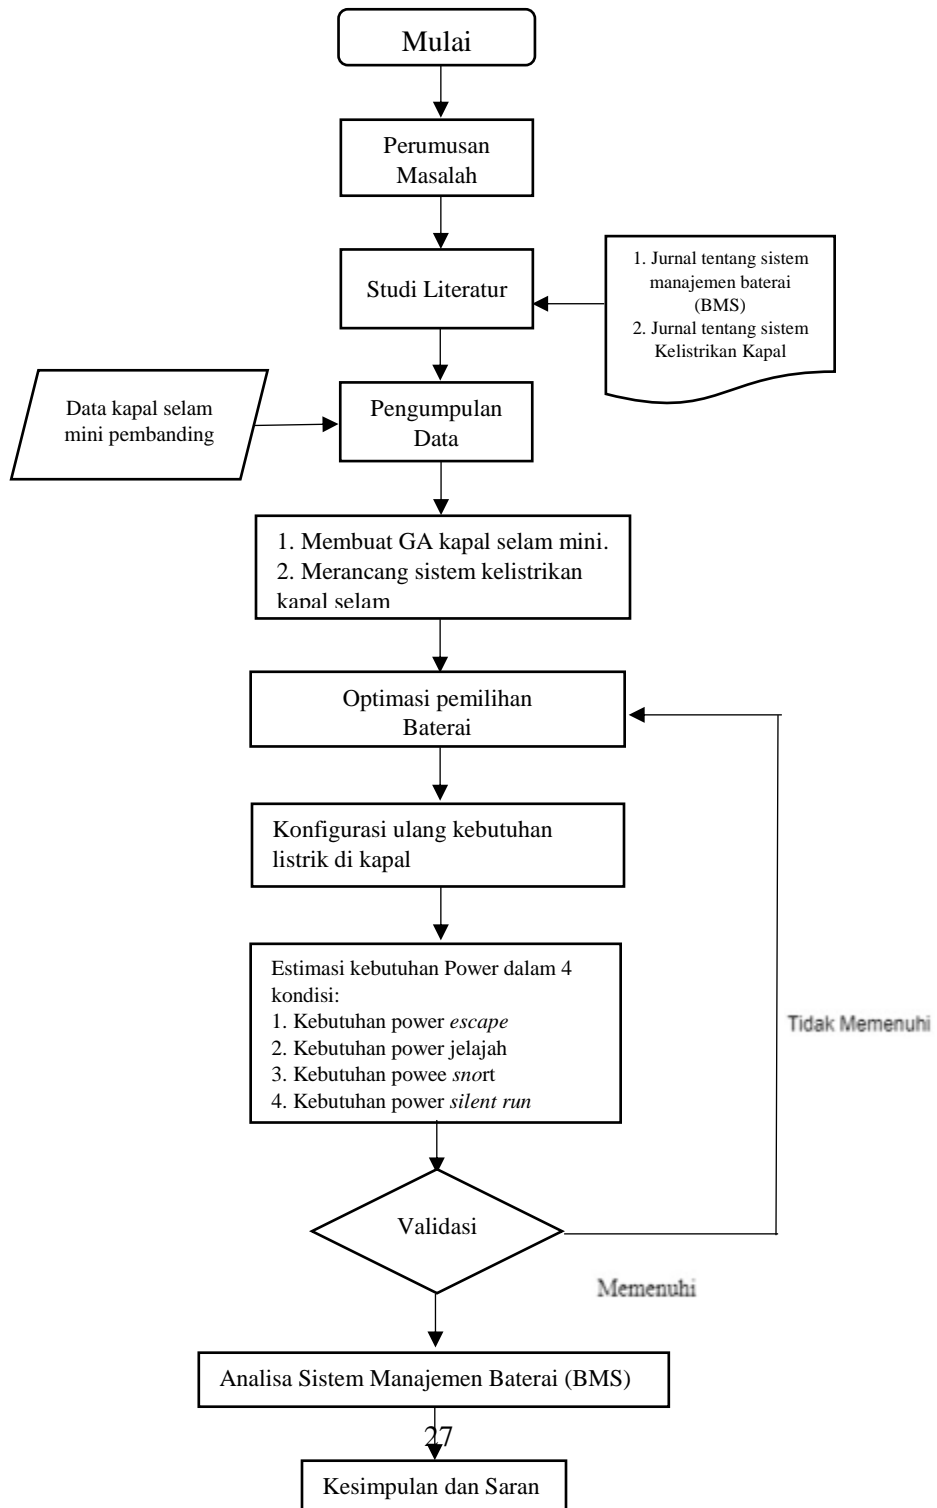 Mulai
Perumusan
Masalah
Studi Literatur
1. Jurnal tentang sistem
manajemen baterai
(BMS)
2. Jurnal tentang sistem
Kelistrikan Kapal
Data kapal selam
mini pembanding
Pengumpulan
Data
1. Membuat GA kapal selam mini.
2. Merancang sistem kelistrikan
kapal selam
Optimasi pemilihan
Baterai
Konfigurasi ulang kebutuhan
listrik di kapal
Estimasi kebutuhan Power dalam 4
kondisi:
1. Kebutuhan power escape
2. Kebutuhan power jelajah
3. Kebutuhan powee snort
4. Kebutuhan power silent run
Tidak Memenuhi
Validasi
Memenuhi
Analisa Sistem Manajemen Baterai (BMS)
27
Kesimpulan dan Saran